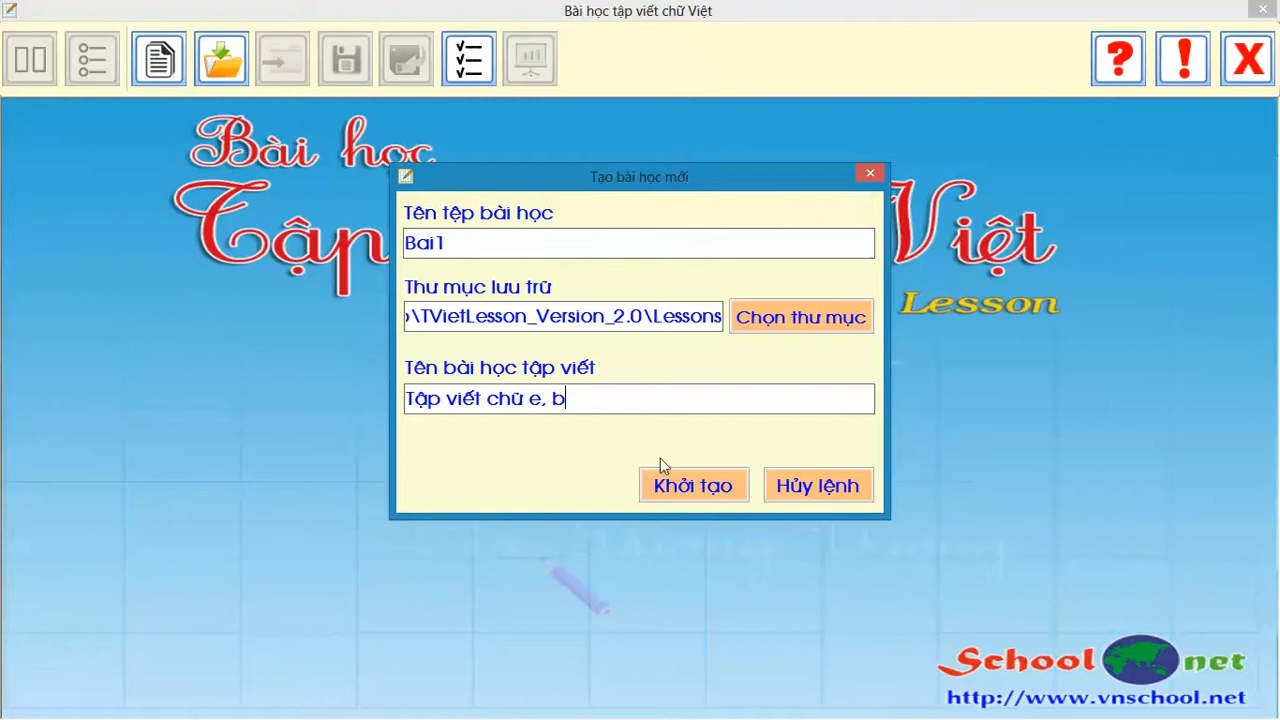 Bài học tập viết chữ Việt
Bài học
Tập Việt
Lesson
Tạo bài học mới
Tên tệp bài học
Bai1
Thư mục lưu trữ
\TVietLesson_Version_2.0\Lessons
Chọn thư mục
Tên bài học tập viết
Tập viết chữ e, b
Khởi tạo
Hủy lệnh
School net
http://www.vnschool.net